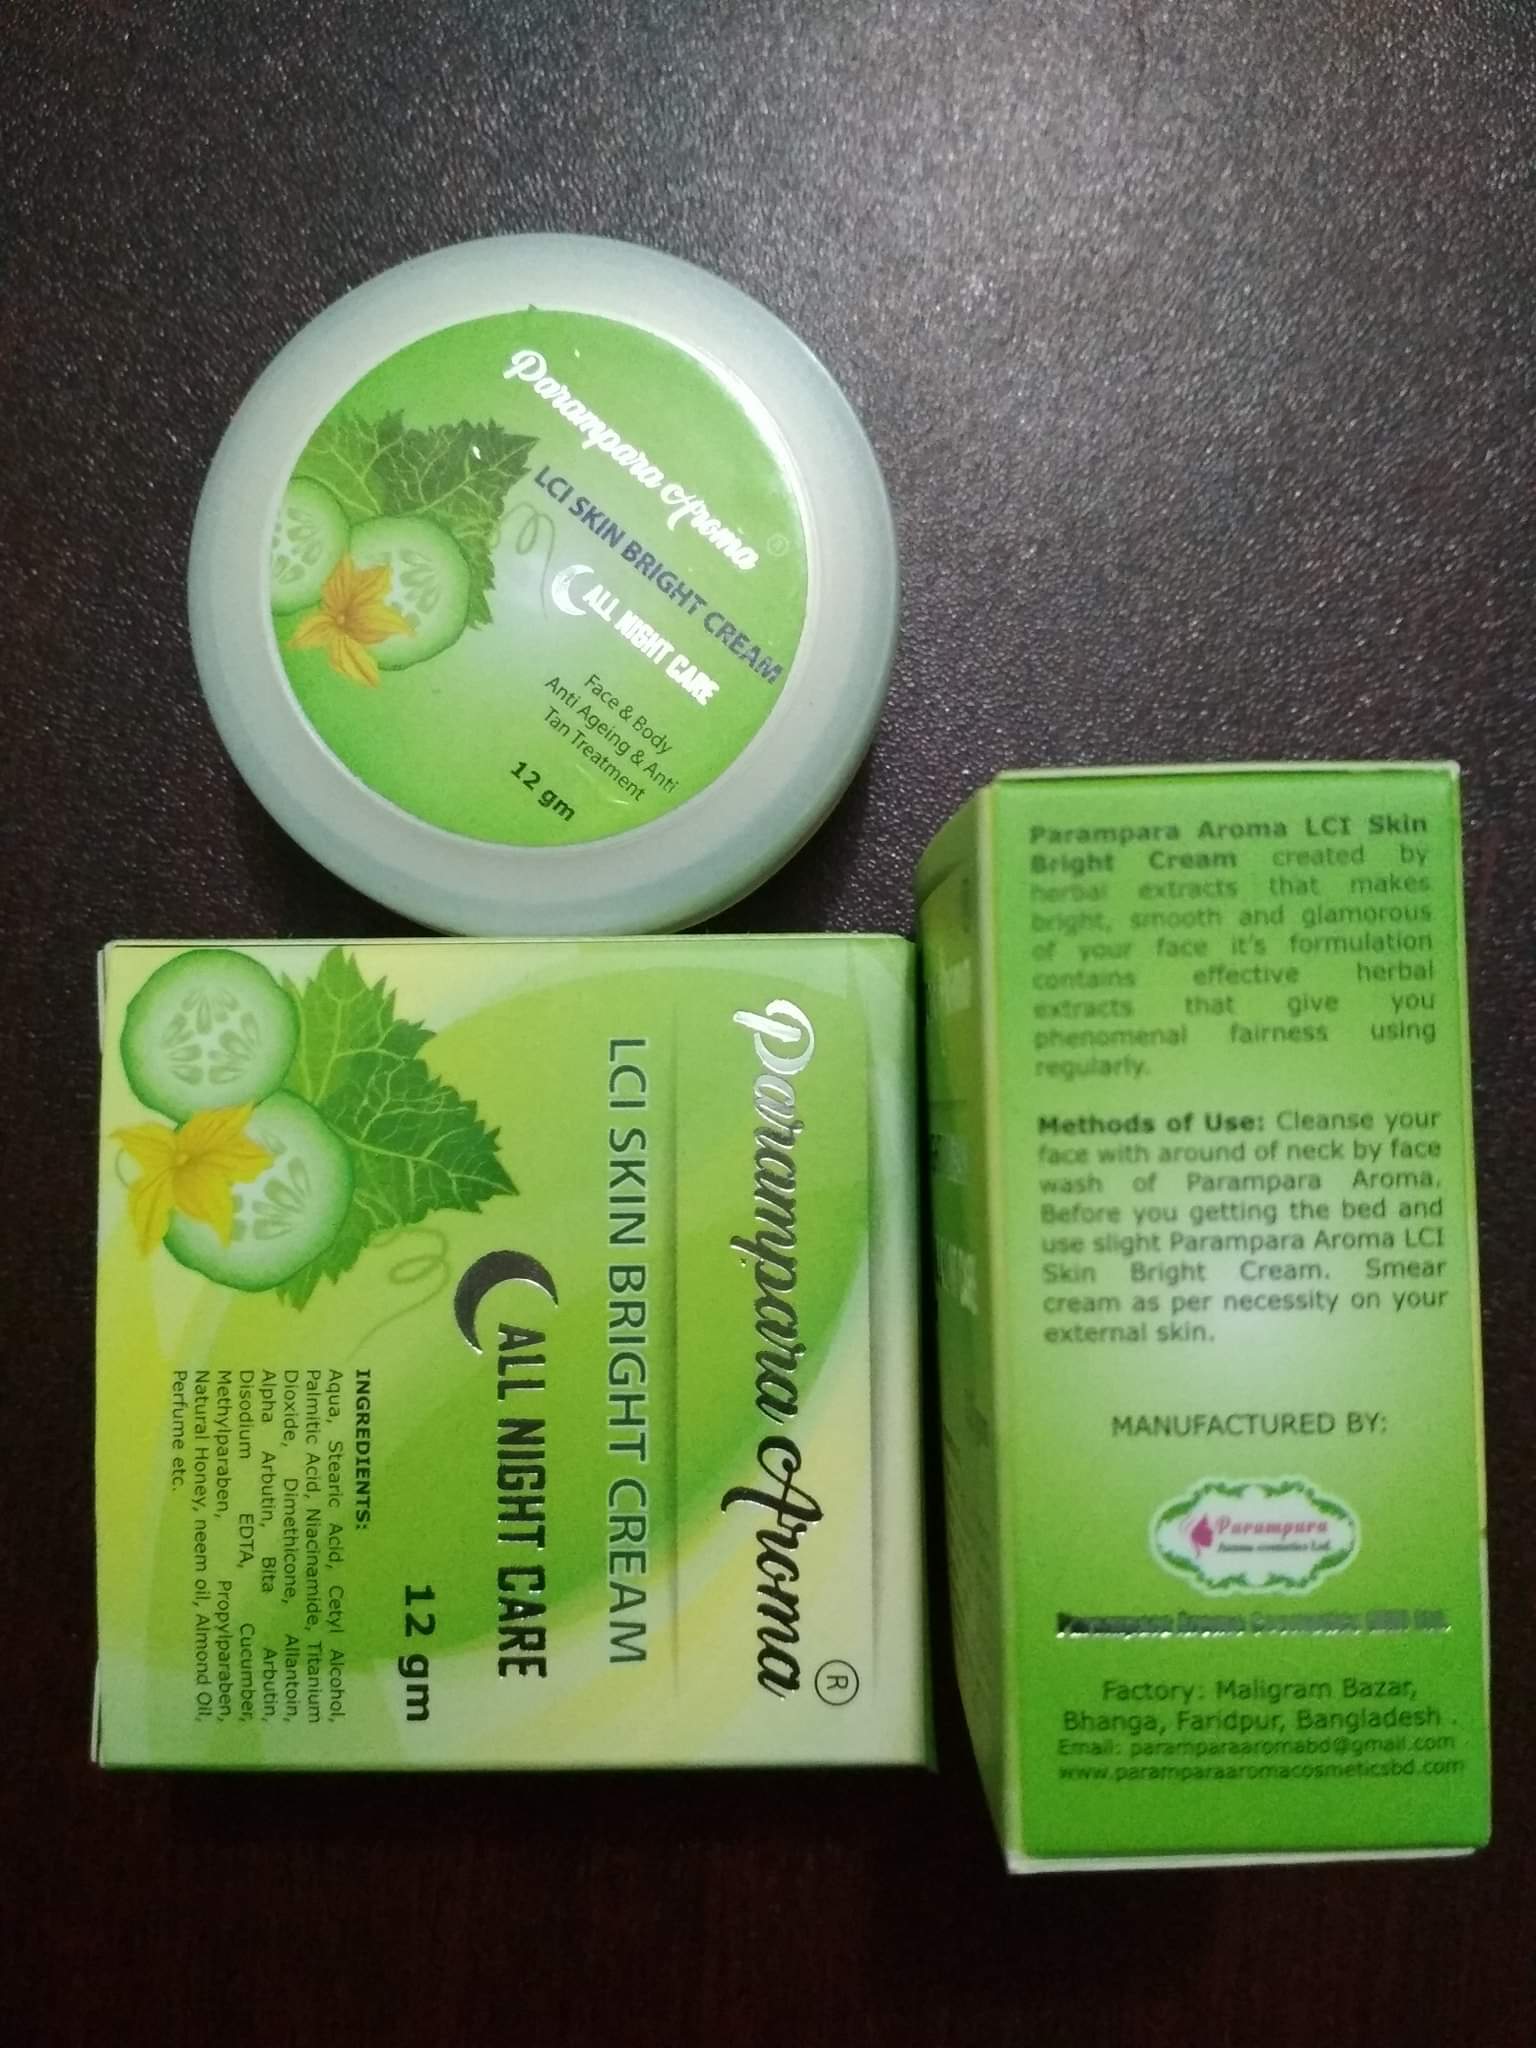 Parampara Aroma ®
LCI SKIN BRIGHT CREAM
ALL NIGHT CARE
Face & Body
Anti Ageing & Anti
Tan Treatment
12 gm
Parampara Aroma ®
LCI SKIN BRIGHT CREAM
ALL NIGHT CARE
12 gm
INGREDIENTS:
Aqua, Stearic Acid, Cetyl Alcohol,
Palmitic Acid, Niacinamide, Titanium
Dioxide, Dimethicone, Allantoin,
Alpha Arbutin, Bita Arbutin,
Disodium EDTA, Cucumber,
Methylparaben, Propylparaben,
Natural Honey, neem oil, Almond Oil,
Perfume etc.
Parampara Aroma LCI Skin
Bright Cream created by
herbal extracts that makes
bright, smooth and glamorous
of your face it's formulation
contains effective herbal
extracts that give you
phenomenal fairness using
regularly.
Methods of Use: Cleanse your
face with around of neck by face
wash of Parampara Aroma.
Before you getting the bed and
use slight Parampara Aroma LCI
Skin Bright Cream. Smear
cream as per necessity on your
external skin.
MANUFACTURED BY:
Parampara
Aroma cosmetics Ltd.
Parampara Aroma Cosmetics
Factory: Maligram Bazar,
Bhanga, Faridpur, Bangladesh .
Email: paramparaaromabd@gmail.com
www.paramparaaromacosmeticsbd.com